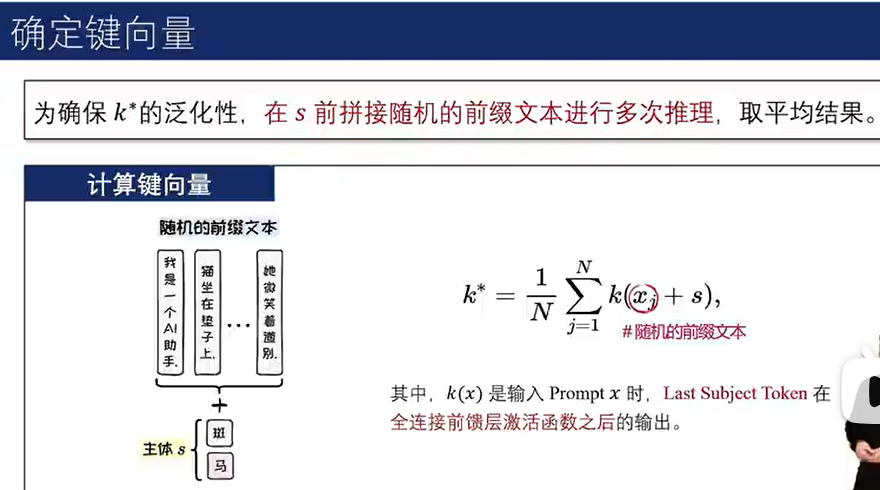 确定键向量
为确保 k* 的泛化性，在 s 前拼接随机的前缀文本进行多次推理，取平均结果。
计算键向量
随机的前缀文本
我是一个AI助手.
猫坐在垫子上.
…
她微笑着道别.
+
主体 s
斑
马
k* = \frac{1}{N} \sum_{j=1}^{N} k(x_j + s),
#随机的前缀文本
其中，k(x) 是输入 Prompt x 时，Last Subject Token 在
全连接前馈层激活函数之后的输出。